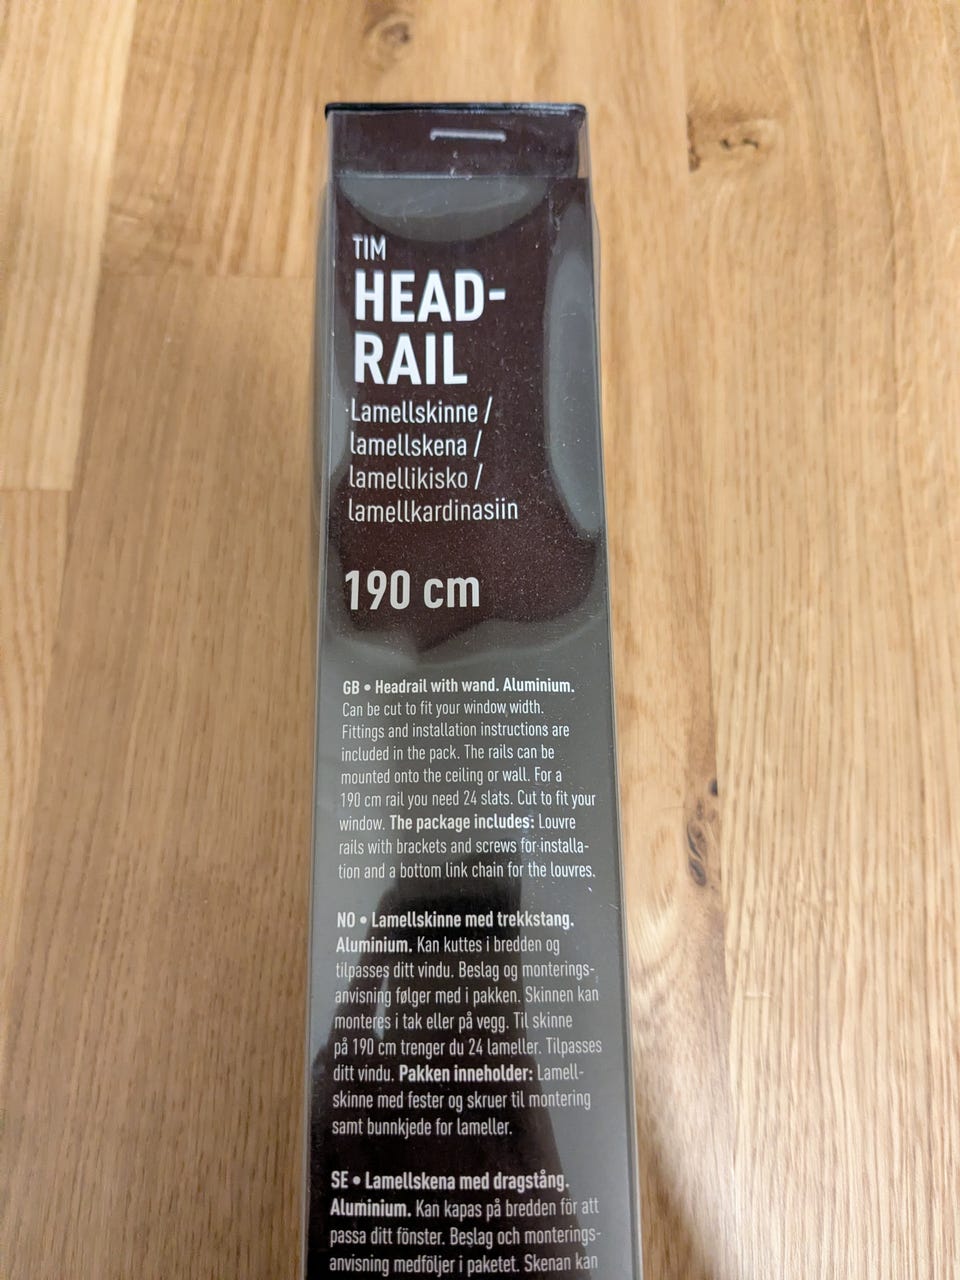 TIM
HEAD-
RAIL
Lamellskinne /
lamellskena /
lamellikisko /
lamellkardinasiin
190 cm
GB • Headrail with wand. Aluminium.
Can be cut to fit your window width.
Fittings and installation instructions are
included in the pack. The rails can be
mounted onto the ceiling or wall. For a
190 cm rail you need 24 slats. Cut to fit your
window. The package includes: Louvre
rails with brackets and screws for installa-
tion and a bottom link chain for the louvres.
NO • Lamellskinne med trekkstang.
Aluminium. Kan kuttes i bredden og
tilpasses ditt vindu. Beslag og monterings-
anvisning følger med i pakken. Skinnen kan
monteres i tak eller på vegg. Til skinne
på 190 cm trenger du 24 lameller. Tilpasses
ditt vindu. Pakken inneholder: Lamell-
skinne med fester og skruer til montering
samt bunnkjede for lameller.
SE • Lamellskena med dragstång.
Aluminium. Kan kapas på bredden för att
passa ditt fönster. Beslag och monterings-
anvisning medföljer i paketet. Skenan kan